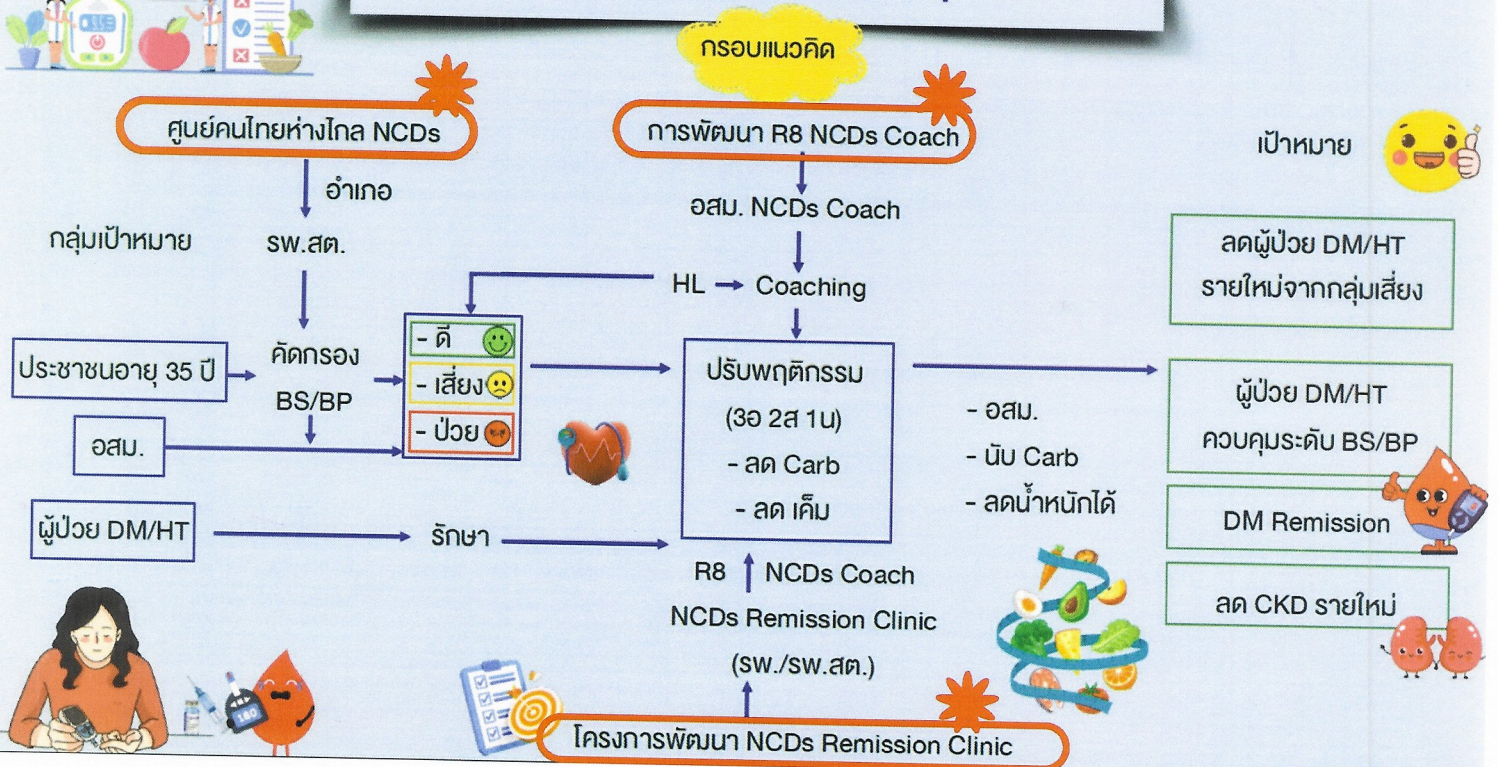 กรอบแนวคิด
ศูนย์คนไทยห่างไกล NCDs
การพัฒนา R8 NCDs Coach
เป้าหมาย
อำเภอ
อสม. NCDs Coach
กลุ่มเป้าหมาย
รพ.สต.
ลดผู้ป่วย DM/HT
รายใหม่จากกลุ่มเสี่ยง
HL
Coaching
- ดี
- เสี่ยง
- ป่วย
ประชาชนอายุ 35 ปี
คัดกรอง
BS/BP
อสม.
ปรับพฤติกรรม
(3อ 2ส 1น)
- ลด Carb
- ลด เค็ม
- อสม.
- นับ Carb
- ลดน้ำหนักได้
ผู้ป่วย DM/HT
ควบคุมระดับ BS/BP
ผู้ป่วย DM/HT
รักษา
DM Remission
R8 NCDs Coach
NCDs Remission Clinic
(รพ./รพ.สต.)
ลด CKD รายใหม่
180
โครงการพัฒนา NCDs Remission Clinic